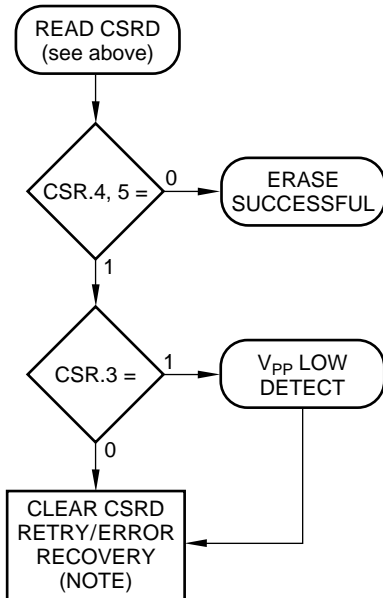 READ CSRD
(see above)
CSR.4, 5 =
0
ERASE
SUCCESSFUL
1
CSR.3 =
1
VPP LOW
DETECT
0
CLEAR CSRD
RETRY/ERROR
RECOVERY
(NOTE)